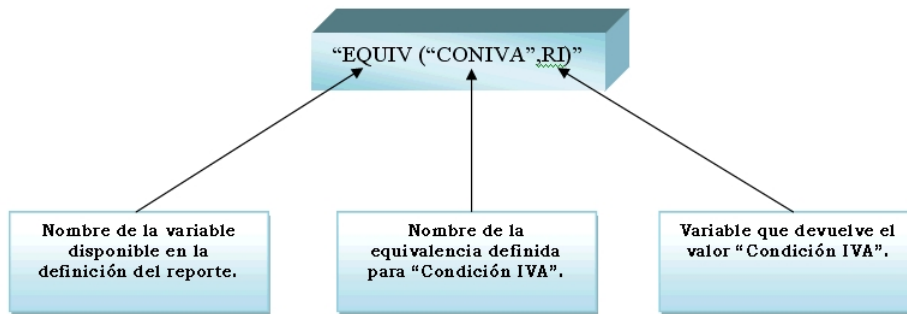 “EQUIV (“CONIVA”,RI)”
Nombre de la variable
disponible en la
definición del reporte.
Nombre de la
equivalencia definida
para “Condición IVA”.
Variable que devuelve el
valor “Condición IVA”.